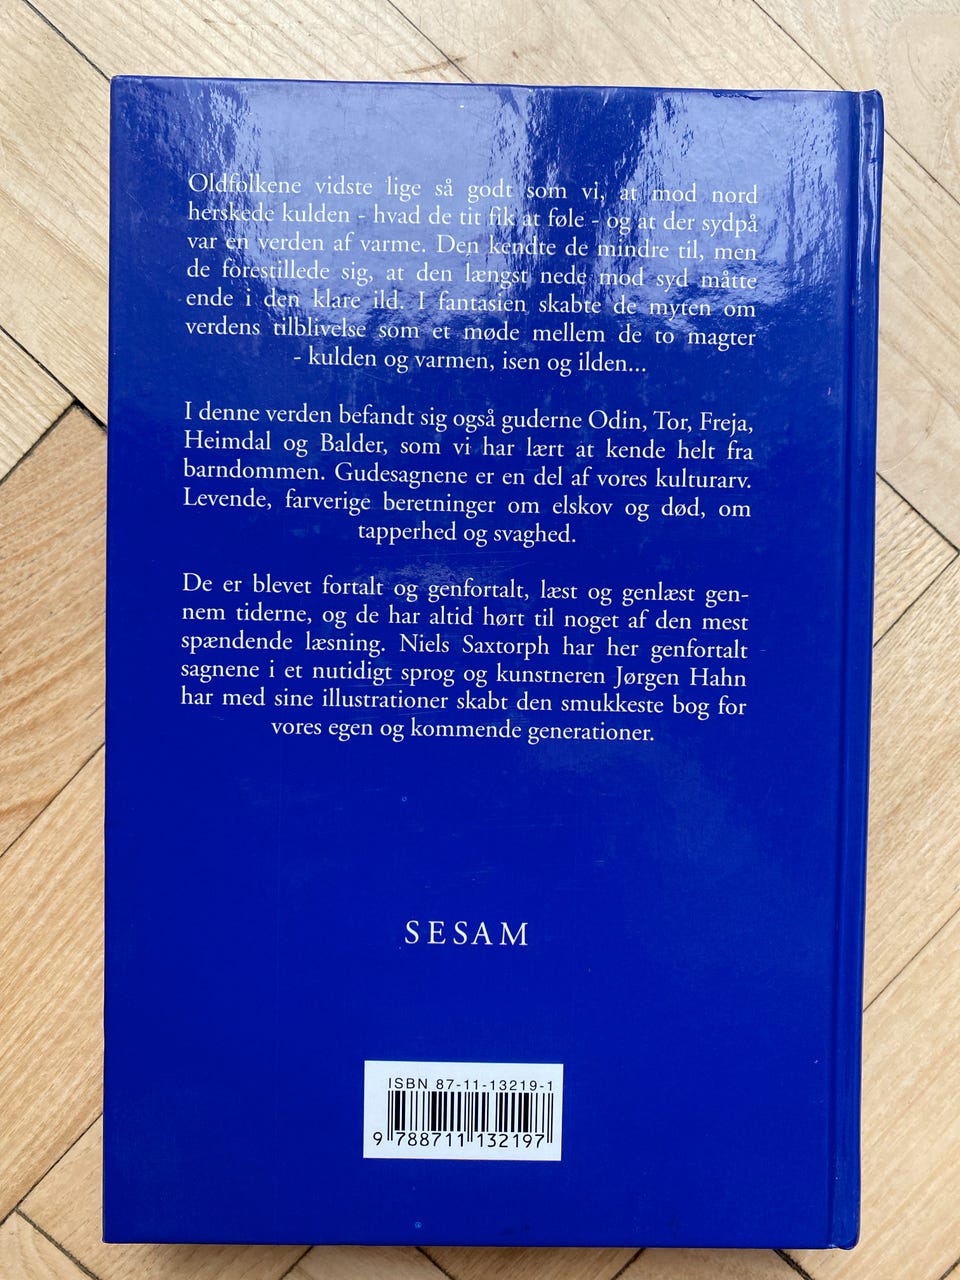 Oldfolkene vidste lige så godt som vi, at mod nord
herskede kulden - hvad de tit fik at føle - og at der sydpå
var en verden af varme. Den kendte de mindre til, men
de forestillede sig, at den længst nede mod syd måtte
ende i den klare ild. I fantasien skabte de myten om
verdens tilblivelse som et møde mellem de to magter
- kulden og varmen, isen og ilden...
I denne verden befandt sig også guderne Odin, Tor, Freja,
Heimdal og Balder, som vi har lært at kende helt fra
barndommen. Gudesagnene er en del af vores kulturarv.
Levende, farverige beretninger om elskov og død, om
tapperhed og svaghed.
De er blevet fortalt og genfortalt, læst og genlæst gen-
nem tiderne, og de har altid hørt til noget af den mest
spændende læsning. Niels Saxtorph har her genfortalt
sagnene i et nutidigt sprog og kunstneren Jørgen Hahn
har med sine illustrationer skabt den smukkeste bog for
vores egen og kommende generationer.
SESAM
ISBN 87-11-13219-1
9 788711 132197